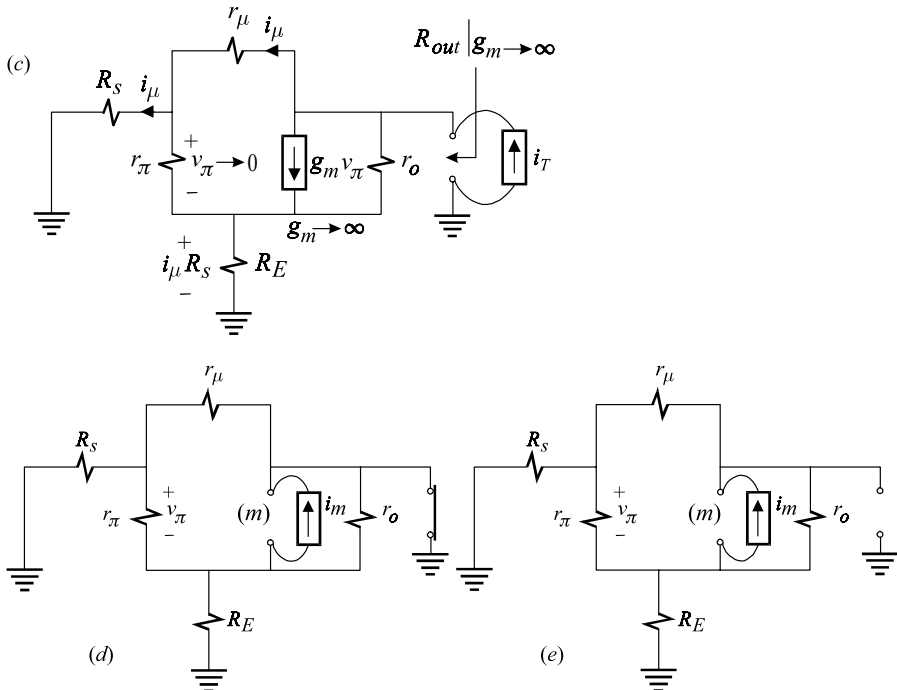 (c)
r_μ
i_μ
R_out | g_m → ∞
R_s
i_μ
r_π
+
v_π → 0
−
g_m v_π
r_o
i_T
g_m → ∞
+
i_μ R_s
−
R_E
r_μ
R_s
r_π
+
v_π
−
(m)
i_m
r_o
R_E
(d)
r_μ
R_s
r_π
+
v_π
−
(m)
i_m
r_o
R_E
(e)